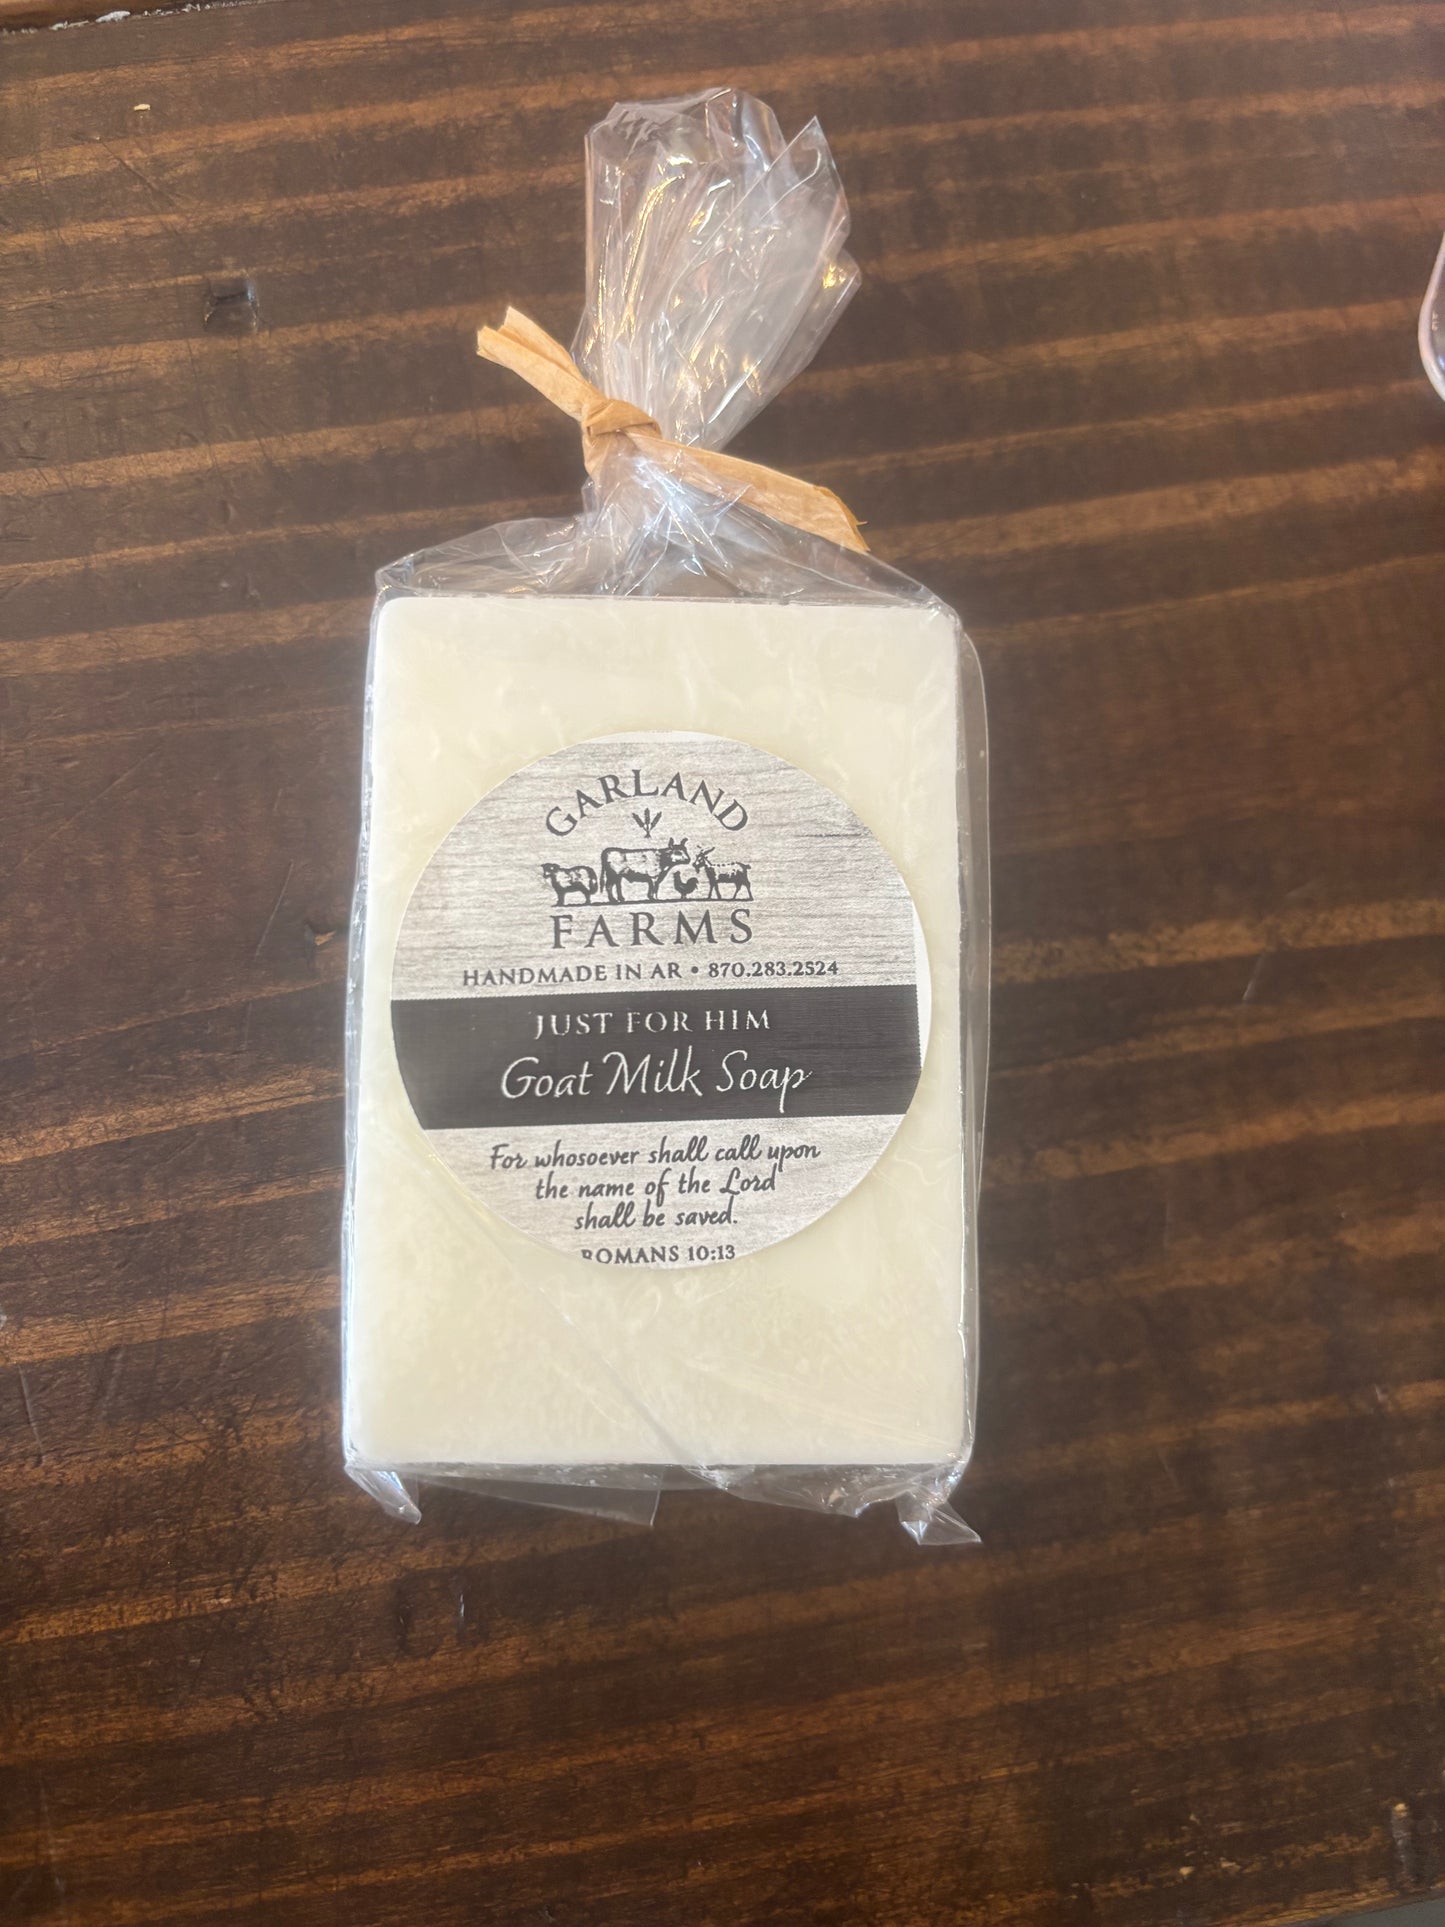 GARLAND
FARMS
HANDMADE IN AR • 870.283.2524
JUST FOR HIM
Goat Milk Soap
For whosoever shall call upon
the name of the Lord
shall be saved.
ROMANS 10:13